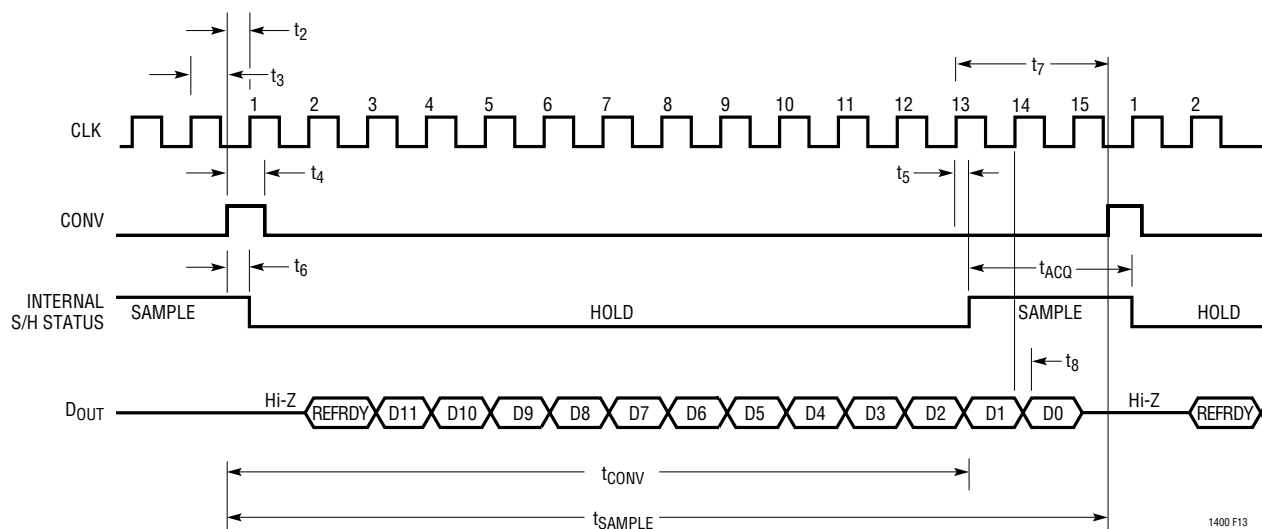 t2
t3
t7
CLK 1 2 3 4 5 6 7 8 9 10 11 12 13 14 15 1 2
t4
t5
CONV
t6
tACQ
INTERNAL
S/H STATUS
SAMPLE HOLD SAMPLE HOLD
t8
DOUT Hi-Z REFRDY D11 D10 D9 D8 D7 D6 D5 D4 D3 D2 D1 D0 Hi-Z REFRDY
tCONV
tSAMPLE
1400 F13